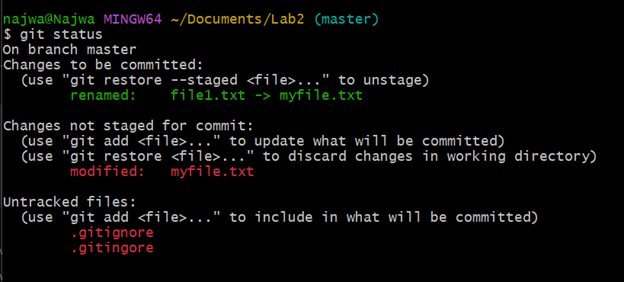 najwa@Najwa MINGW64 ~/Documents/Lab2 (master)
$ git status
On branch master
Changes to be committed:
  (use "git restore --staged <file>..." to unstage)
        renamed:    file1.txt -> myfile.txt

Changes not staged for commit:
  (use "git add <file>..." to update what will be committed)
  (use "git restore <file>..." to discard changes in working directory)
        modified:   myfile.txt

Untracked files:
  (use "git add <file>..." to include in what will be committed)
        .gitignore
        .gitingore